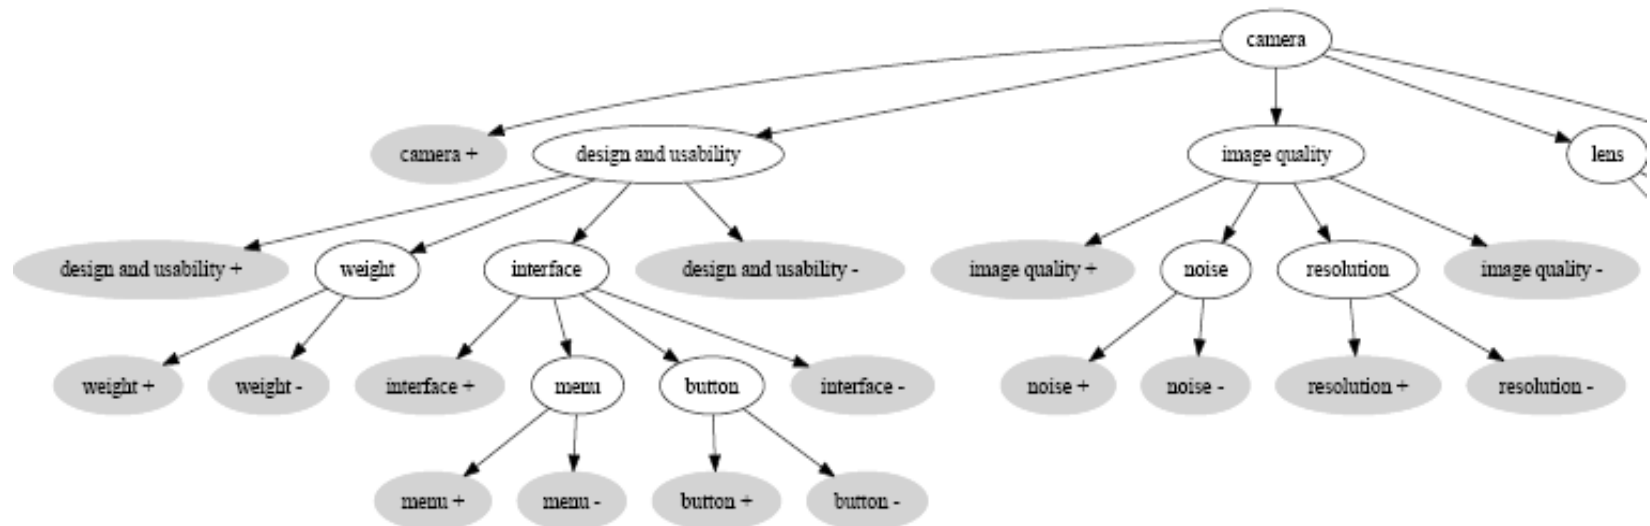 camera
camera +
design and usability
image quality
lens
design and usability +
weight
interface
design and usability -
image quality +
noise
resolution
image quality -
weight +
weight -
interface +
menu
button
interface -
noise +
noise -
resolution +
resolution -
menu +
menu -
button +
button -